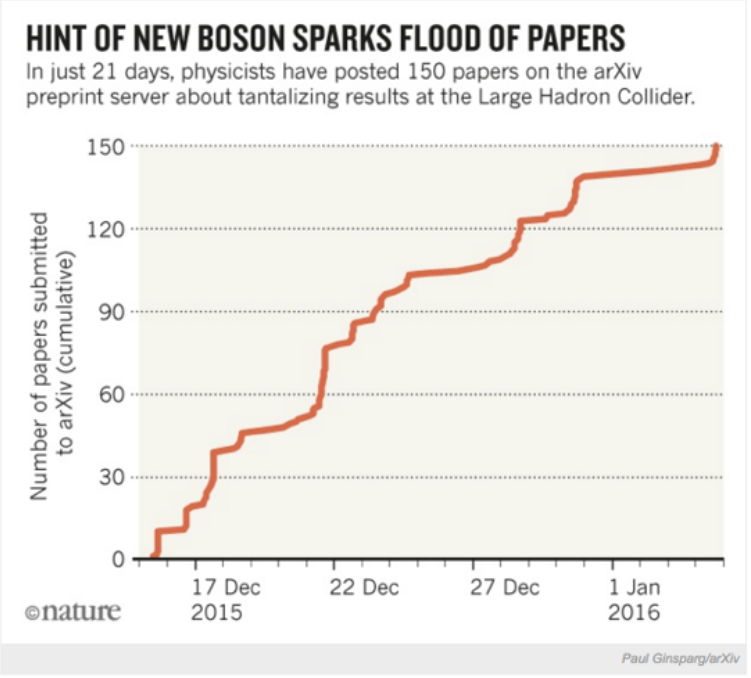 HINT OF NEW BOSON SPARKS FLOOD OF PAPERS
In just 21 days, physicists have posted 150 papers on the arXiv
preprint server about tantalizing results at the Large Hadron Collider.
Number of papers submitted
to arXiv (cumulative)
150
120
90
60
30
0
17 Dec
2015
22 Dec
27 Dec
1 Jan
2016
©nature
Paul Ginsparg/arXiv